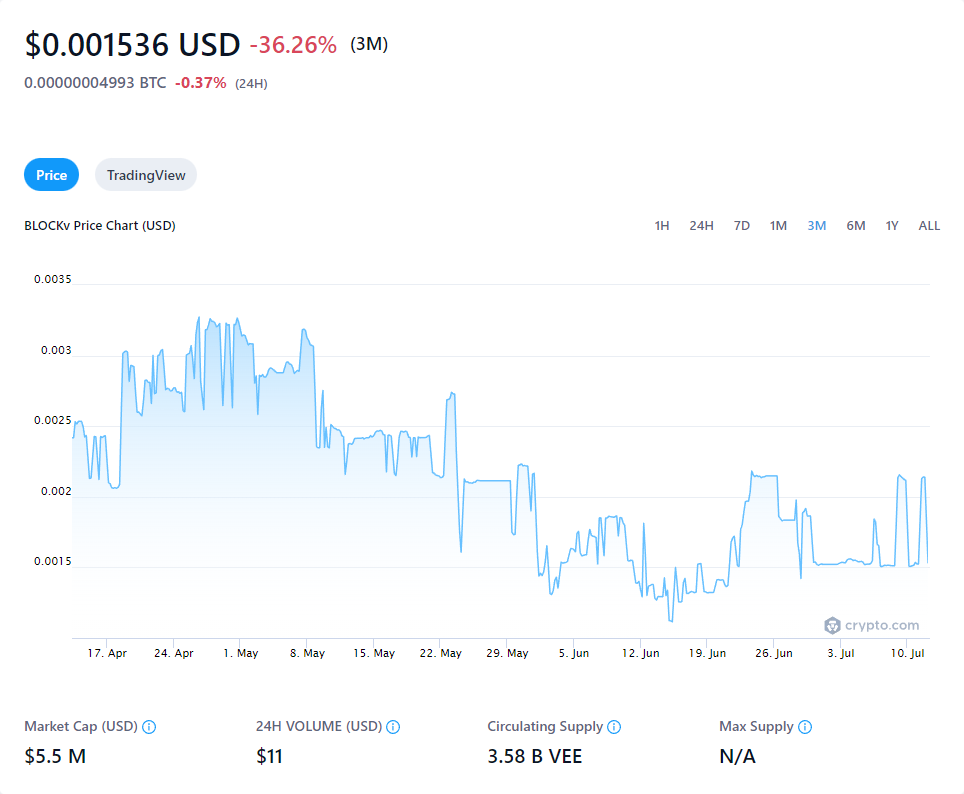 $0.001536 USD -36.26% (3M)
0.00000004993 BTC -0.37% (24H)
Price TradingView
BLOCKv Price Chart (USD) 1H 24H 7D 1M 3M 6M 1Y ALL
0.0035
0.003
0.0025
0.002
0.0015
crypto.com
17. Apr 24. Apr 1. May 8. May 15. May 22. May 29. May 5. Jun 12. Jun 19. Jun 26. Jun 3. Jul 10. Jul
Market Cap (USD) 24H VOLUME (USD) Circulating Supply Max Supply
$5.5 M $11 3.58 B VEE N/A